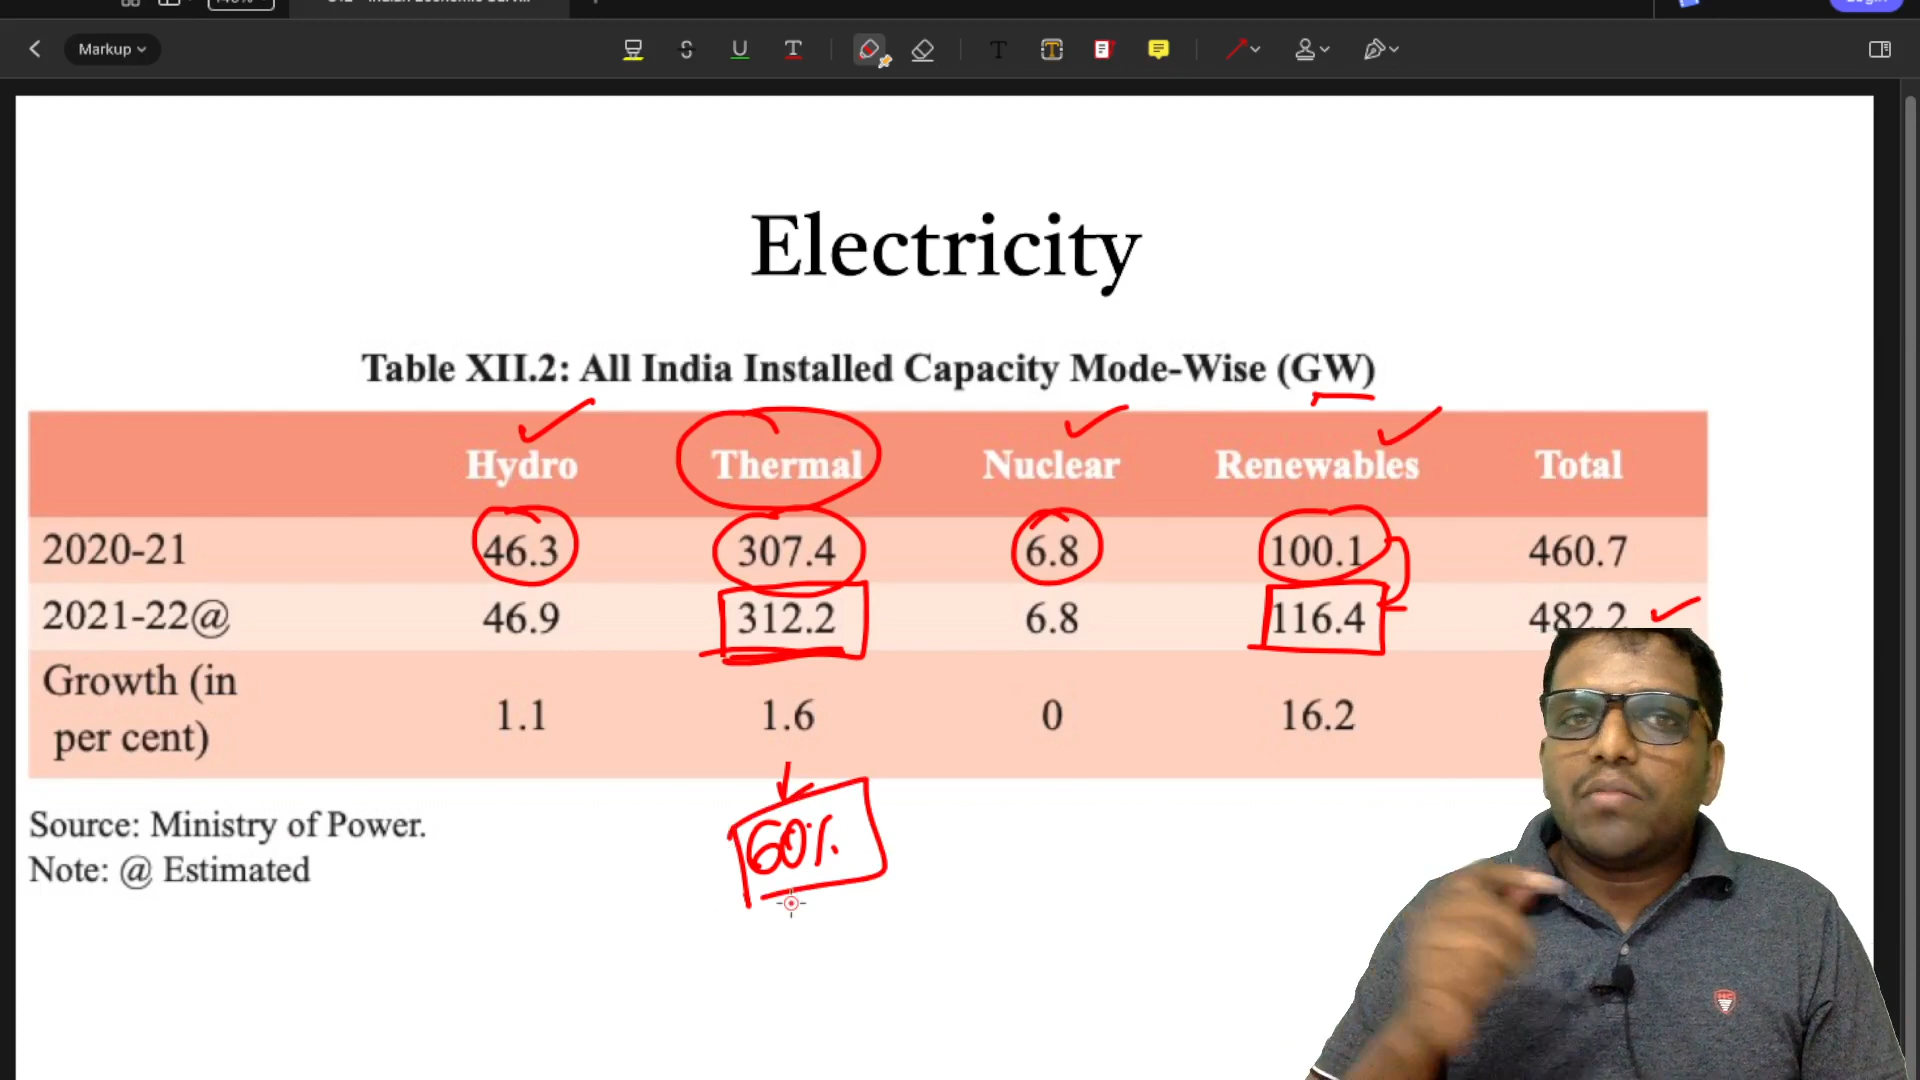 Markup
Electricity
Table XII.2: All India Installed Capacity Mode-Wise (GW)
Hydro Thermal Nuclear Renewables Total
2020-21 46.3 307.4 6.8 100.1 460.7
2021-22@ 46.9 312.2 6.8 116.4 482.2
Growth (in per cent) 1.1 1.6 0 16.2
60%
Source: Ministry of Power.
Note: @ Estimated